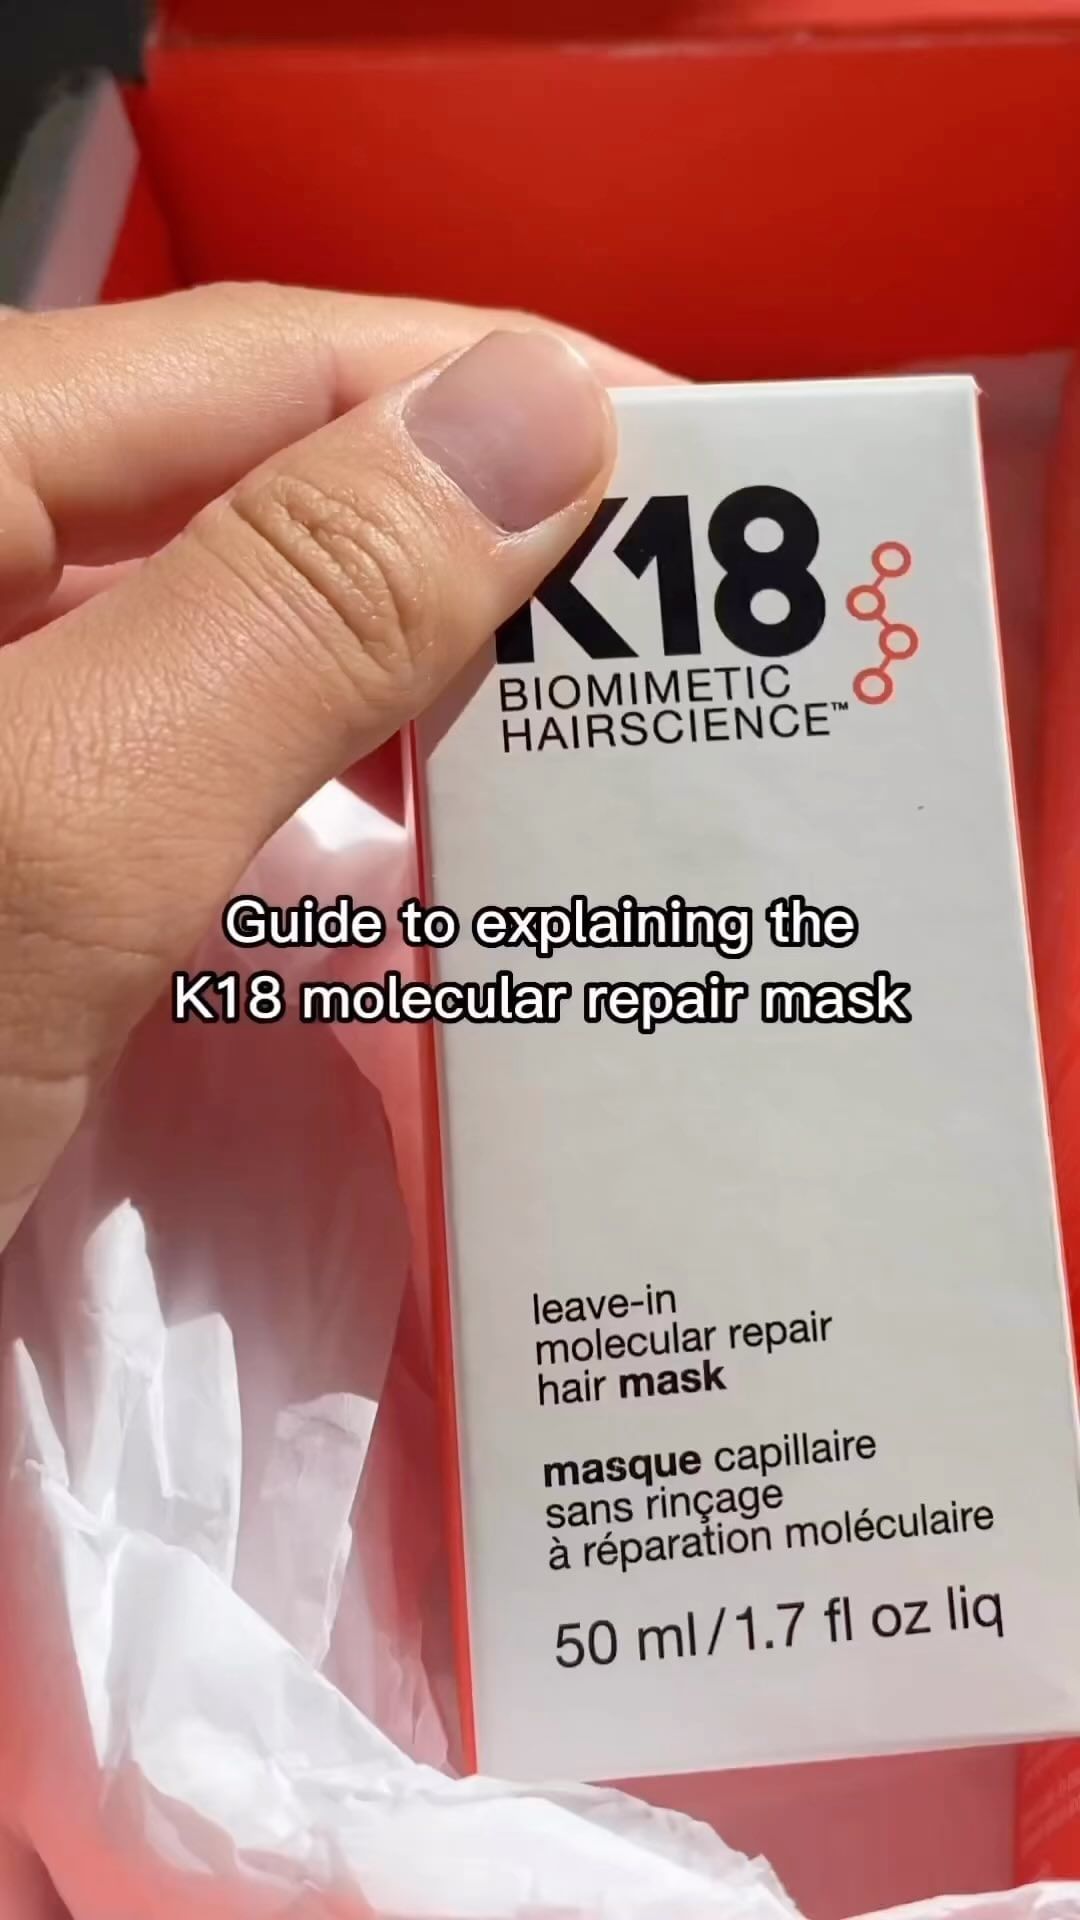 K18
BIOMIMETIC
HAIRSCIENCE™
Guide to explaining the
K18 molecular repair mask
leave-in
molecular repair
hair mask
masque capillaire
sans rinçage
à réparation moléculaire
50 ml/1.7 fl oz liq